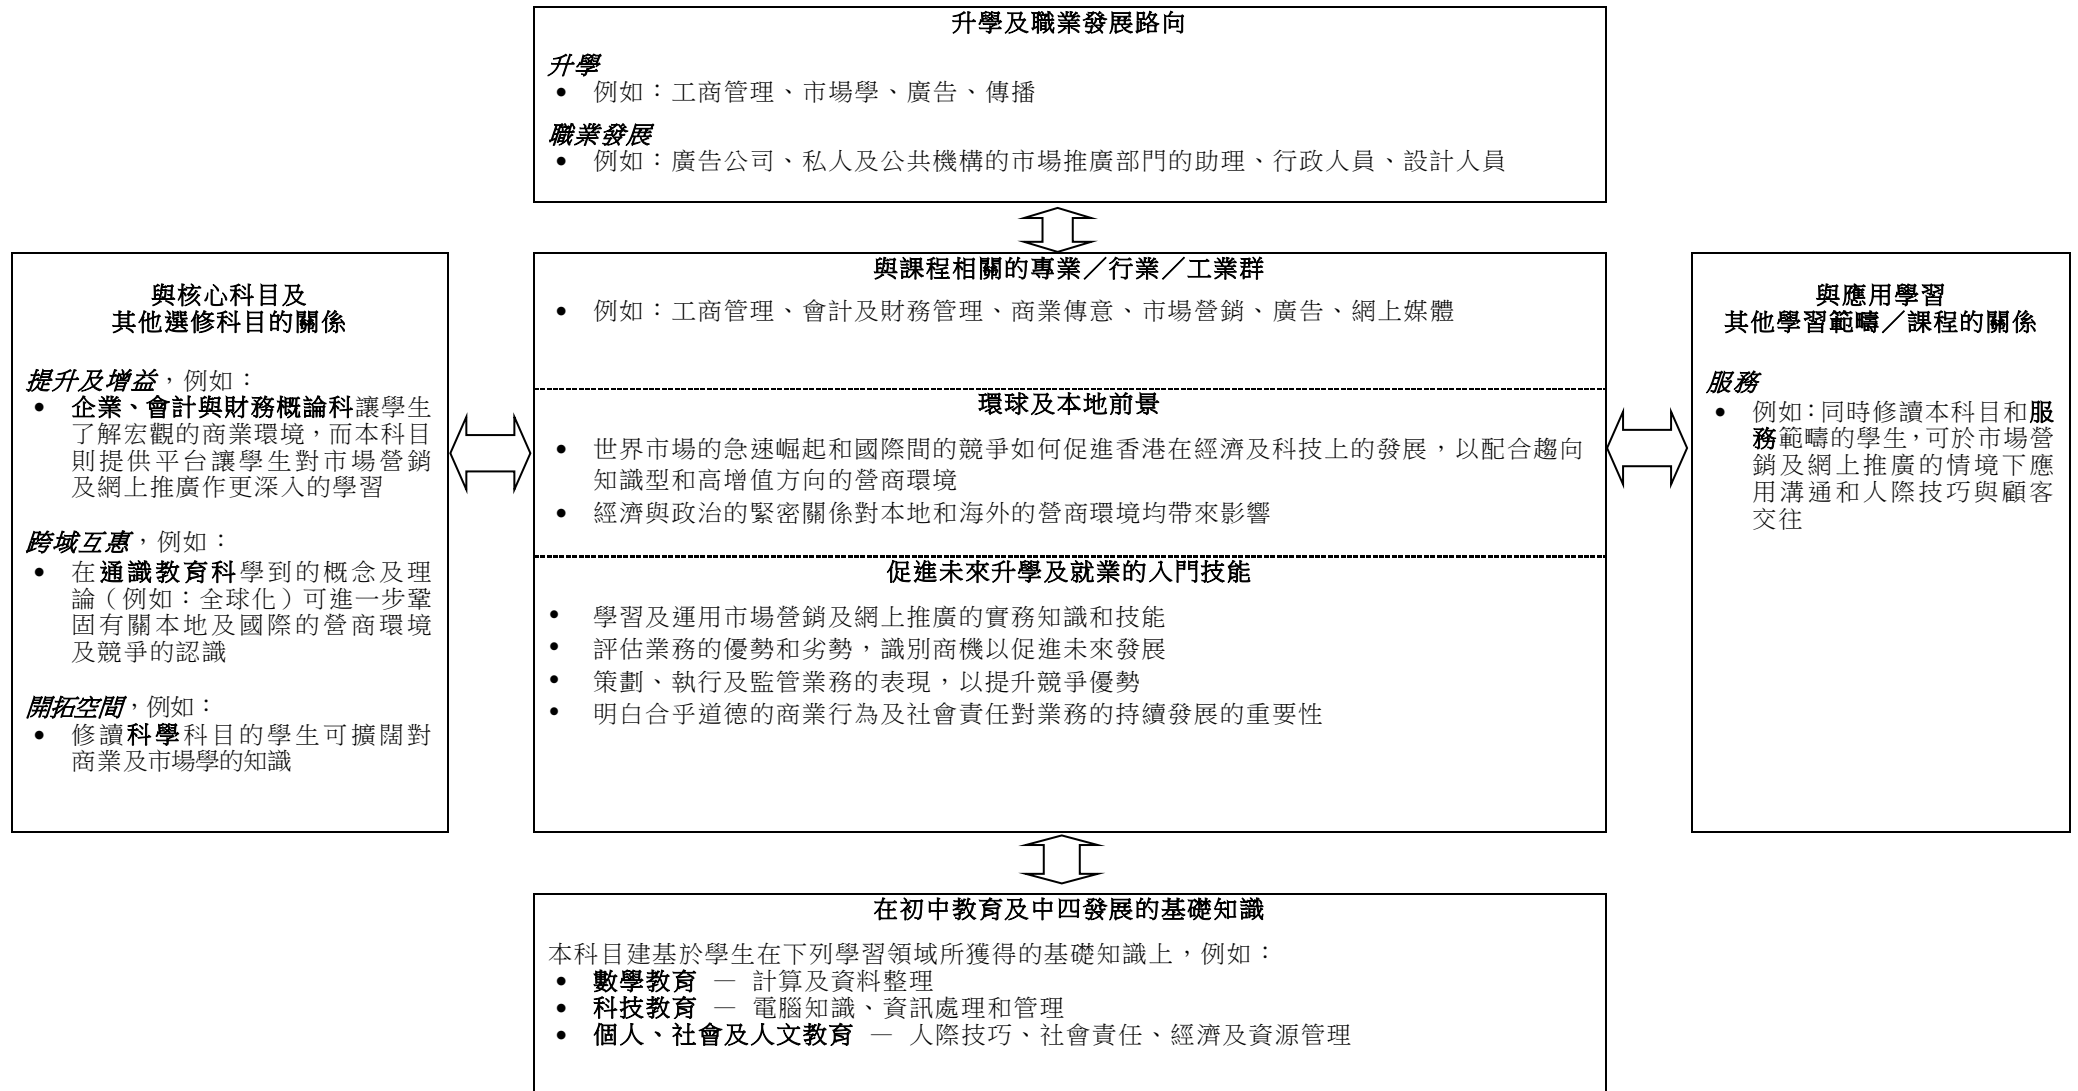 升學及職業發展路向
升學
• 例如：工商管理、市場學、廣告、傳播
職業發展
• 例如：廣告公司、私人及公共機構的市場推廣部門的助理、行政人員、設計人員
與核心科目及
其他選修科目的關係
提升及增益，例如：
• 企業、會計與財務概論科讓學生
了解宏觀的商業環境，而本科目
則提供平台讓學生對市場營銷
及網上推廣作更深入的學習
跨域互惠，例如：
• 在通識教育科學到的概念及理
論（例如：全球化）可進一步鞏
固有關本地及國際的營商環境
及競爭的認識
開拓空間，例如：
• 修讀科學科目的學生可擴闊對
商業及市場學的知識
與課程相關的專業／行業／工業群
• 例如：工商管理、會計及財務管理、商業傳意、市場營銷、廣告、網上媒體
環球及本地前景
• 世界市場的急速崛起和國際間的競爭如何促進香港在經濟及科技上的發展，以配合趨向
知識型和高增值方向的營商環境
• 經濟與政治的緊密關係對本地和海外的營商環境均帶來影響
促進未來升學及就業的入門技能
• 學習及運用市場營銷及網上推廣的實務知識和技能
• 評估業務的優勢和劣勢，識別商機以促進未來發展
• 策劃、執行及監管業務的表現，以提升競爭優勢
• 明白合乎道德的商業行為及社會責任對業務的持續發展的重要性
與應用學習
其他學習範疇／課程的關係
服務
• 例如：同時修讀本科目和服
務範疇的學生，可於市場營
銷及網上推廣的情境下應
用溝通和人際技巧與顧客
交往
在初中教育及中四發展的基礎知識
本科目建基於學生在下列學習領域所獲得的基礎知識上，例如：
• 數學教育 — 計算及資料整理
• 科技教育 — 電腦知識、資訊處理和管理
• 個人、社會及人文教育 — 人際技巧、社會責任、經濟及資源管理